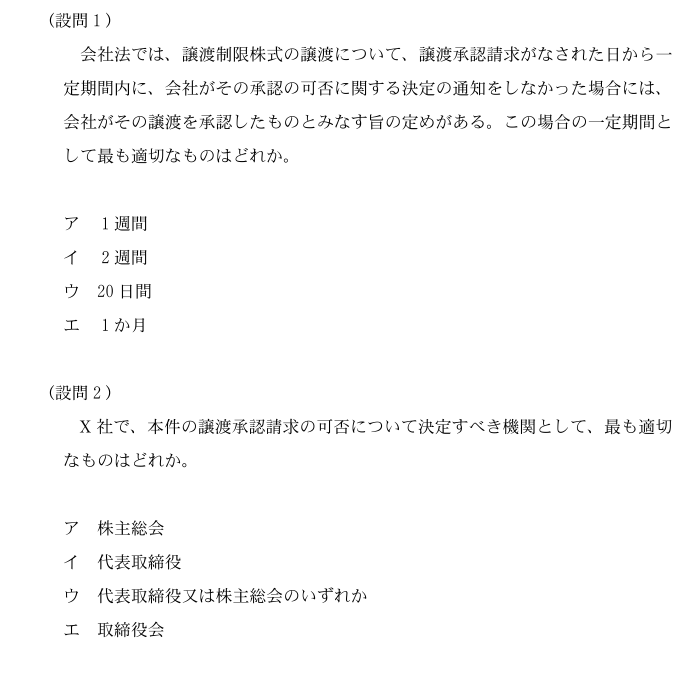 （設問１）
会社法では、譲渡制限株式の譲渡について、譲渡承認請求がなされた日から一
定期間内に、会社がその承認の可否に関する決定の通知をしなかった場合には、
会社がその譲渡を承認したものとみなす旨の定めがある。この場合の一定期間と
して最も適切なものはどれか。
ア　１週間
イ　２週間
ウ　20 日間
エ　１か月
（設問２）
X 社で、本件の譲渡承認請求の可否について決定すべき機関として、最も適切
なものはどれか。
ア　株主総会
イ　代表取締役
ウ　代表取締役又は株主総会のいずれか
エ　取締役会